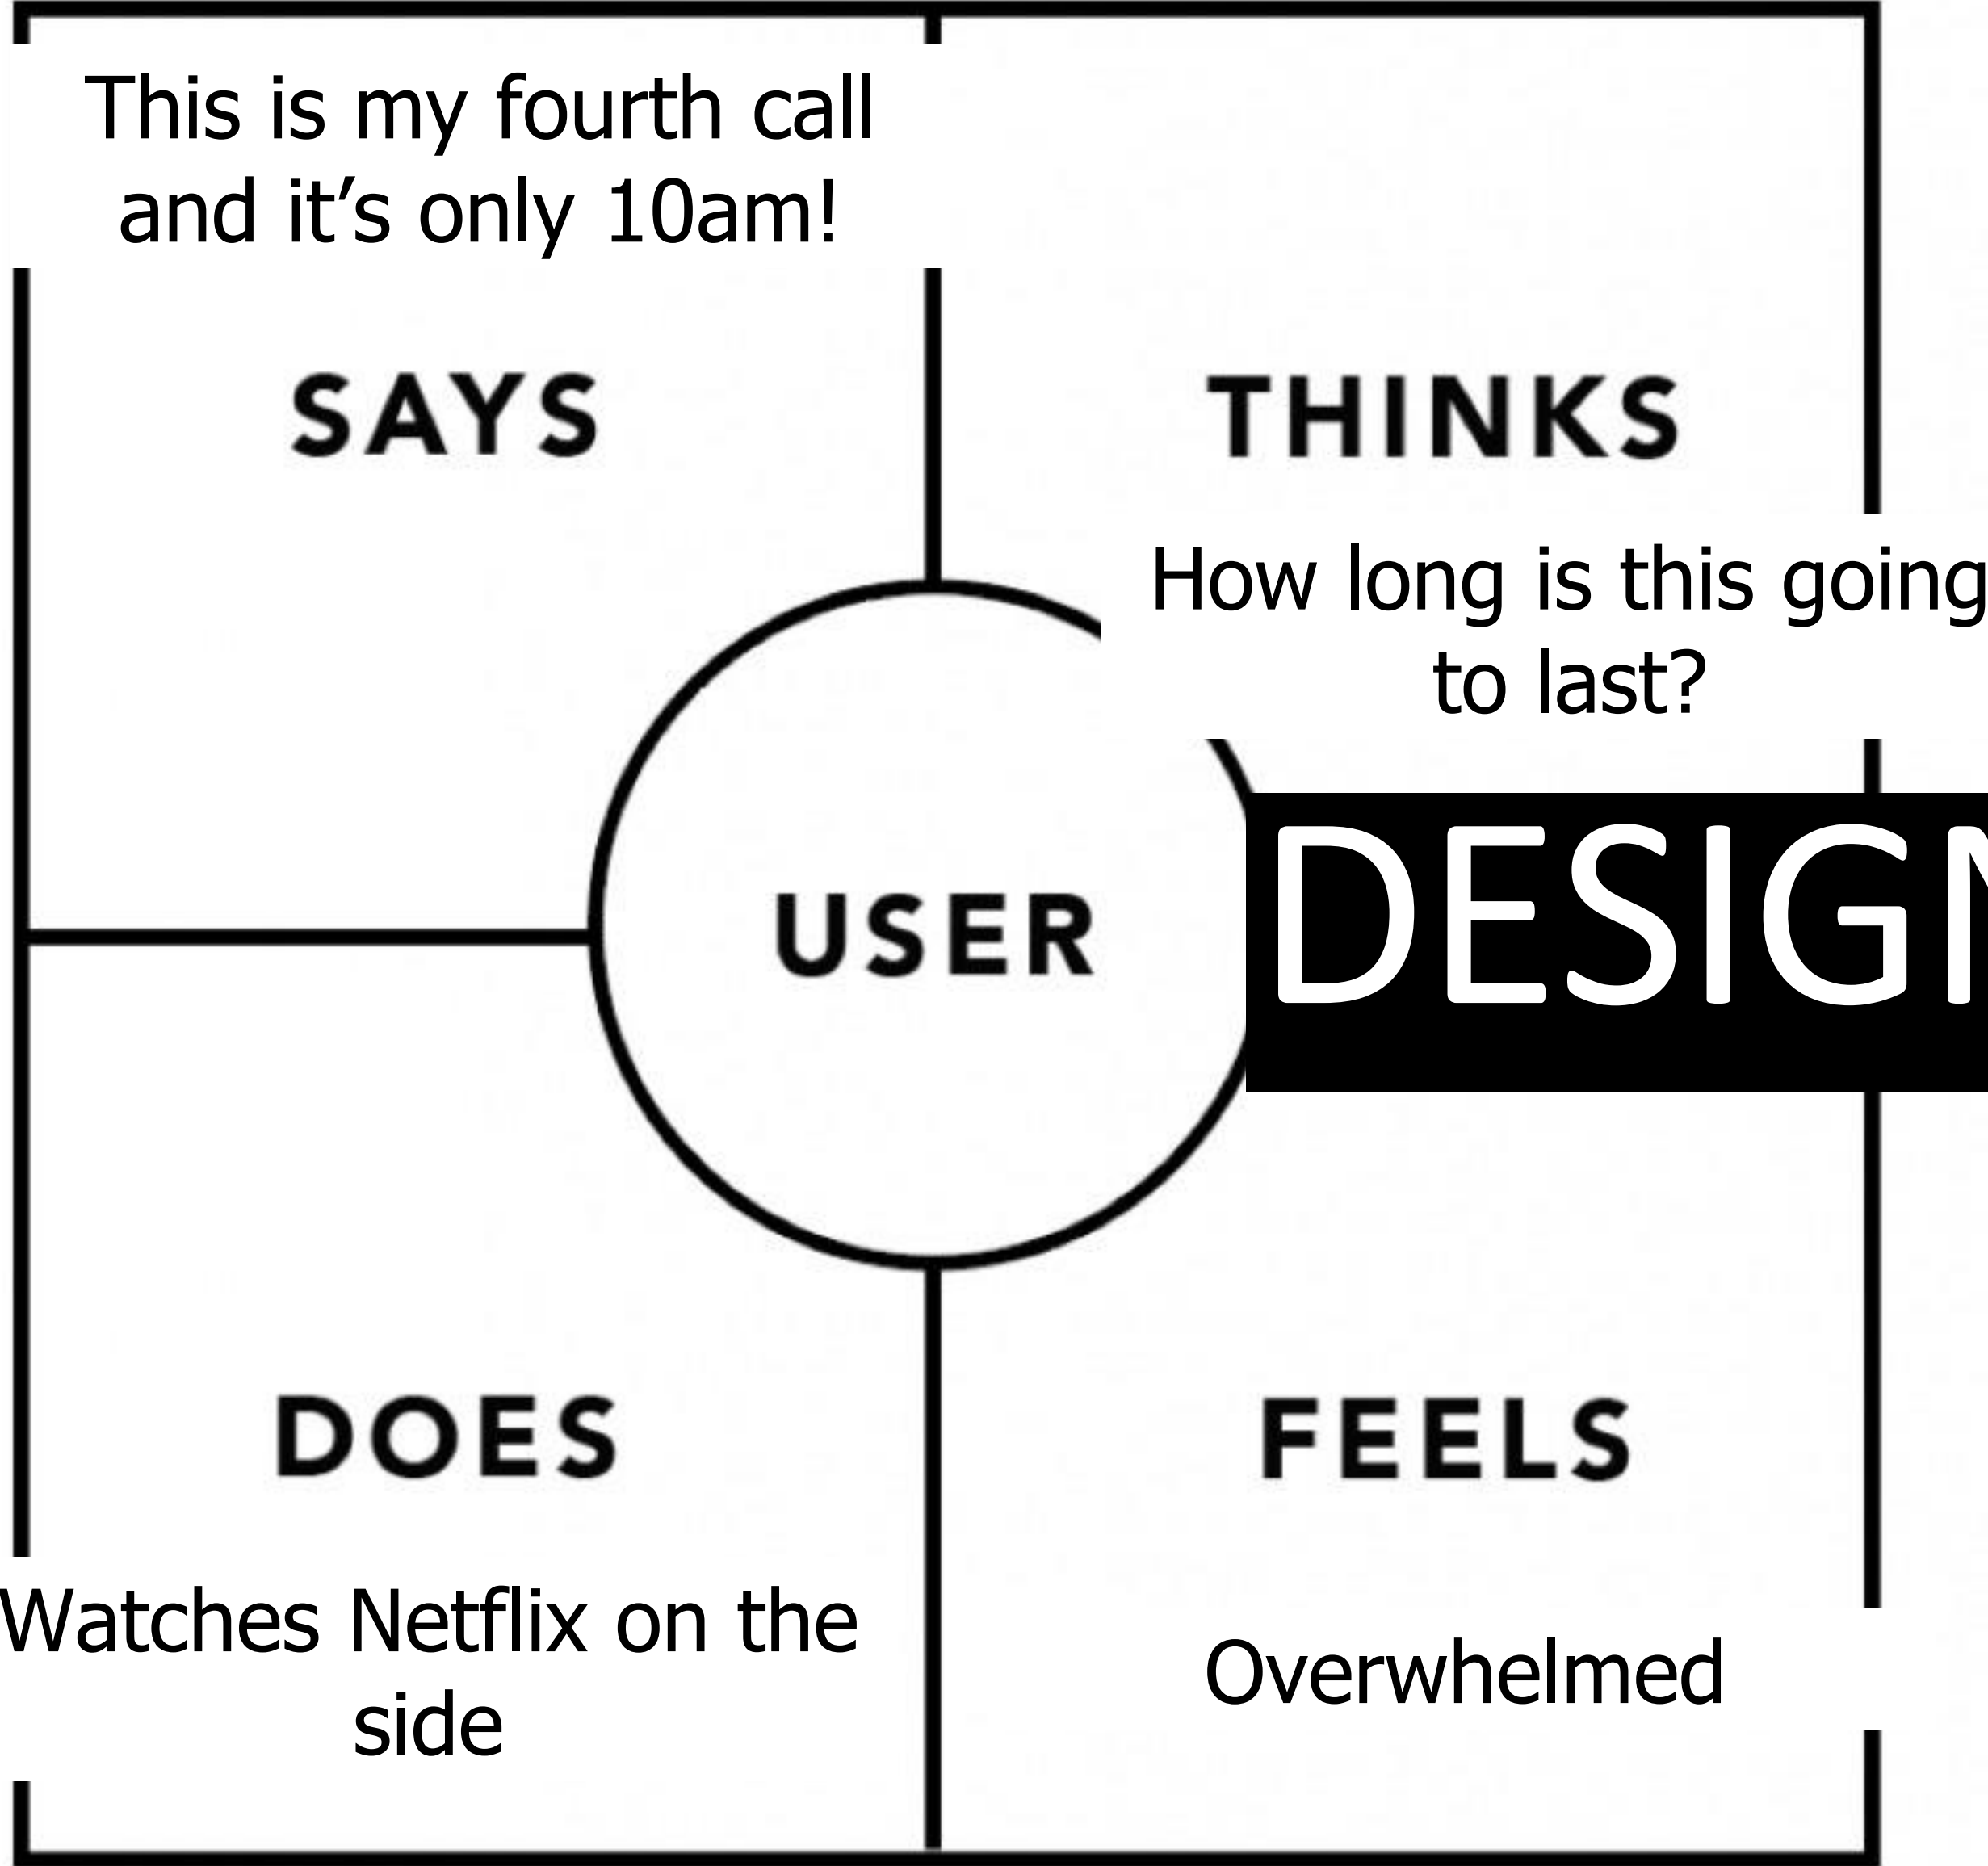 This is my fourth call
and it’s only 10am!
SAYS
THINKS
How long is this going
to last?
USER
DESIGN
DOES
FEELS
Watches Netflix on the
side
Overwhelmed